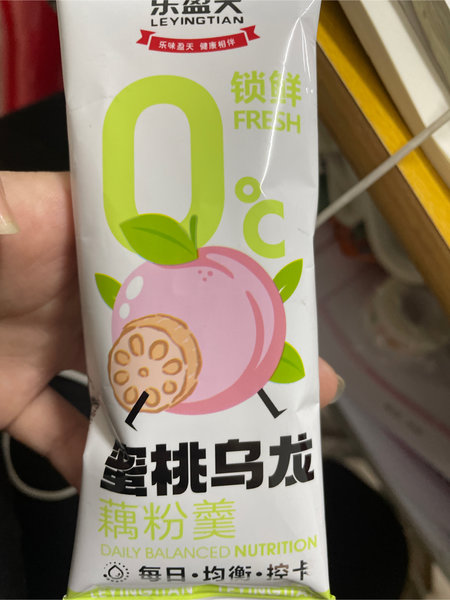 乐盈天
LEYINGTIAN
乐味盈天 健康相伴
0℃
锁鲜
FRESH
蜜桃乌龙
藕粉羹
DAILY BALANCED NUTRITION
每日·均衡·控卡